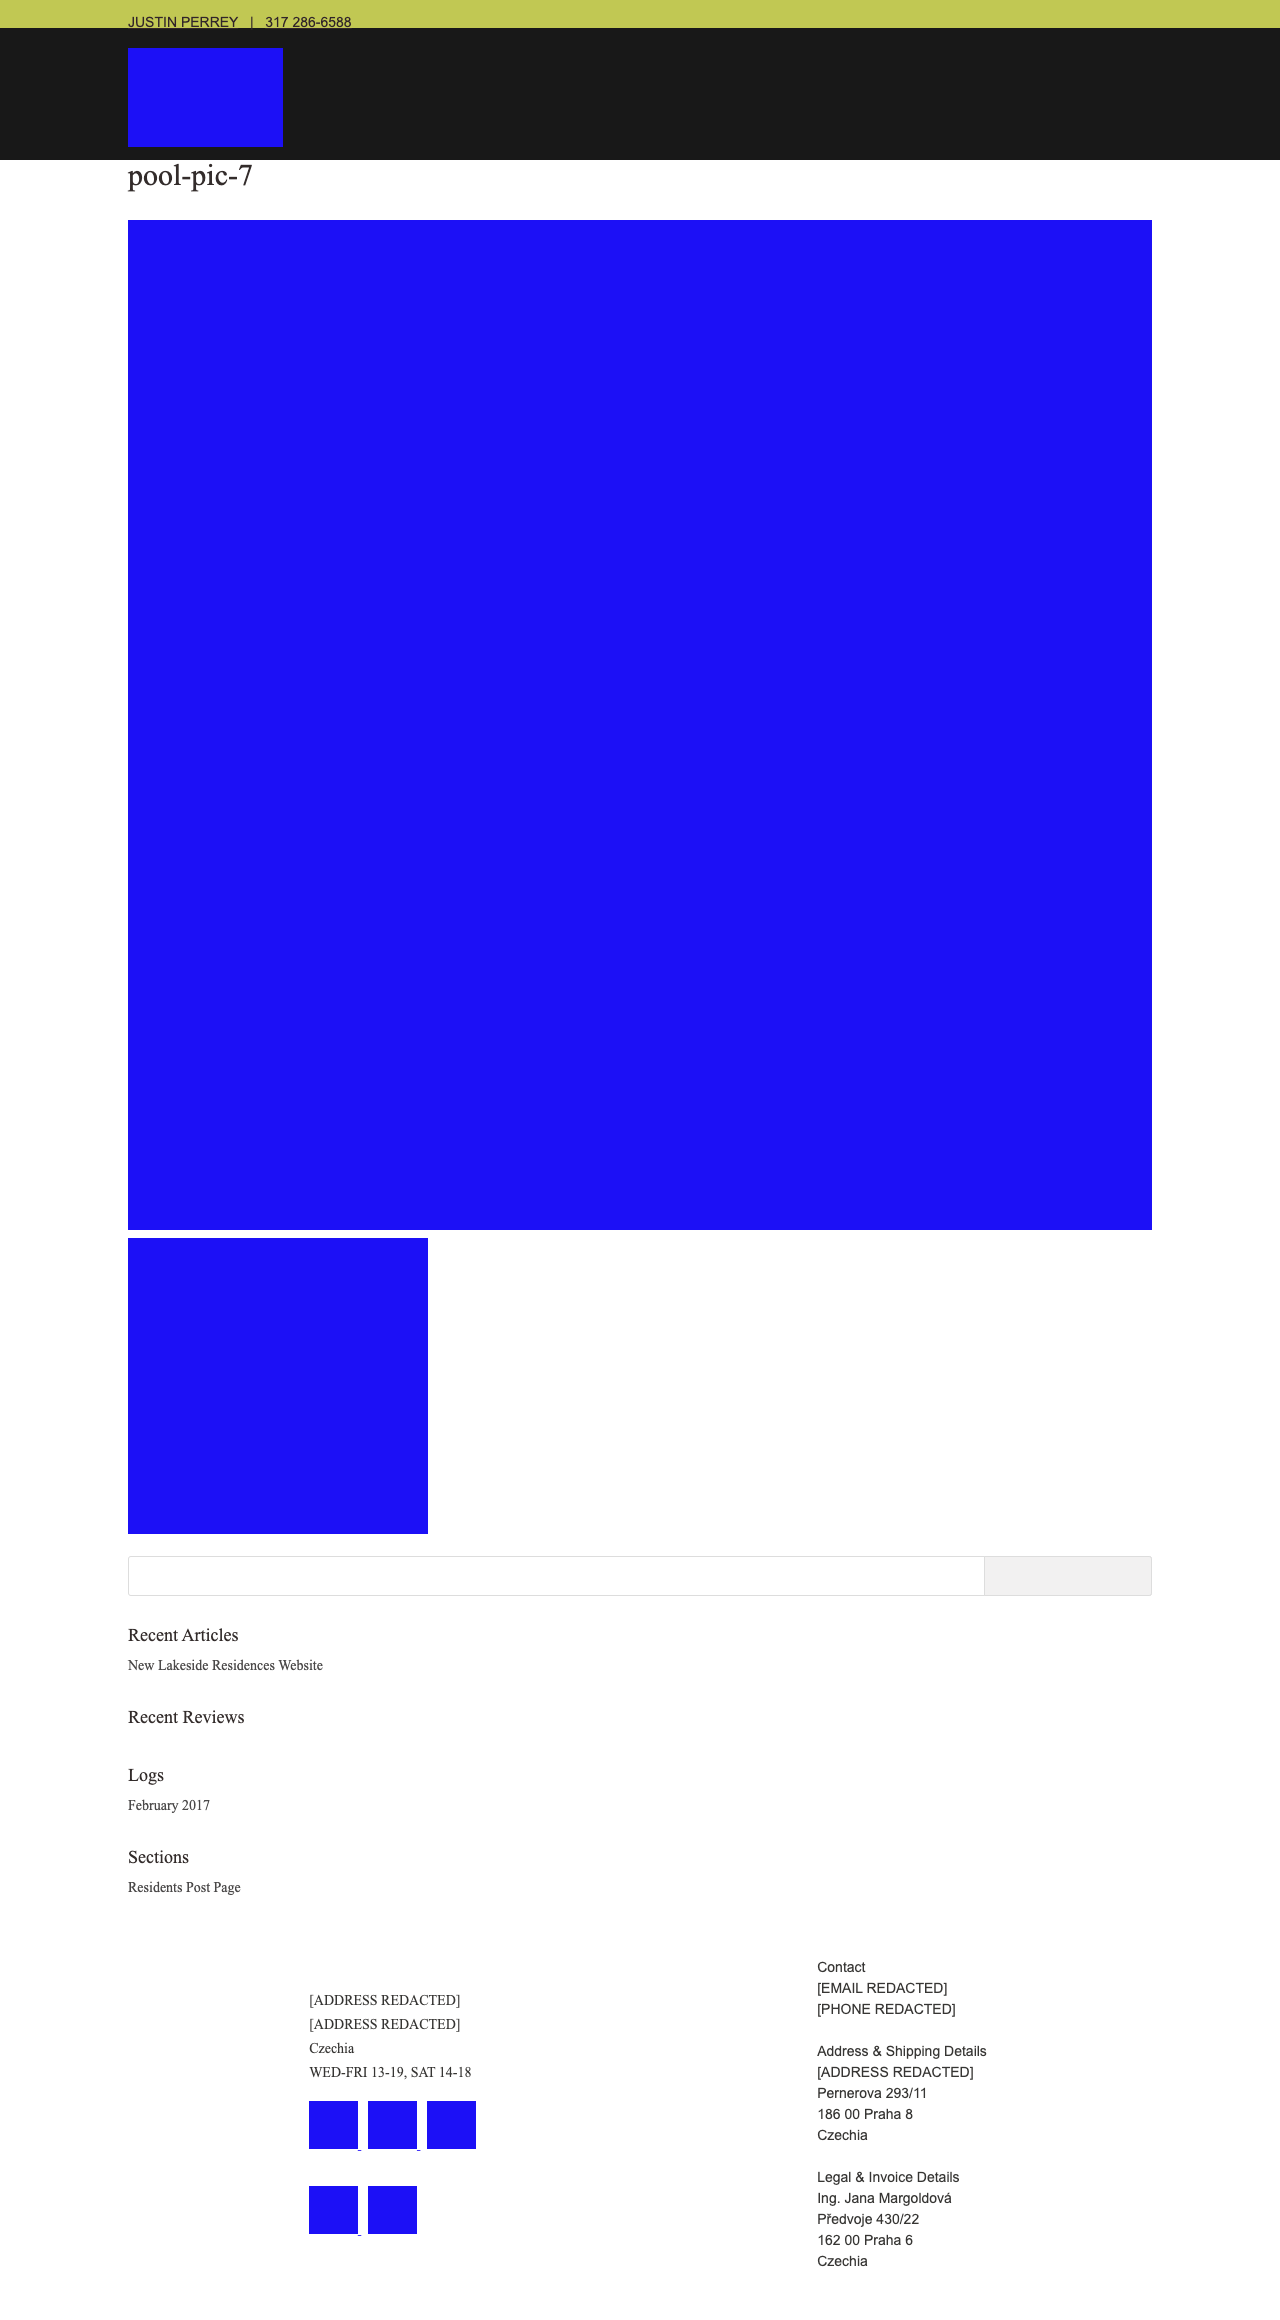 JUSTIN PERREY | 317 286-6588
pool-pic-7
Recent Articles
New Lakeside Residences Website
Recent Reviews
Logs
February 2017
Sections
Residents Post Page
[ADDRESS REDACTED]
[ADDRESS REDACTED]
Czechia
WED-FRI 13-19, SAT 14-18
Contact
[EMAIL REDACTED]
[PHONE REDACTED]
Address & Shipping Details
[ADDRESS REDACTED]
Pernerova 293/11
186 00 Praha 8
Czechia
Legal & Invoice Details
Ing. Jana Margoldová
Předvoje 430/22
162 00 Praha 6
Czechia